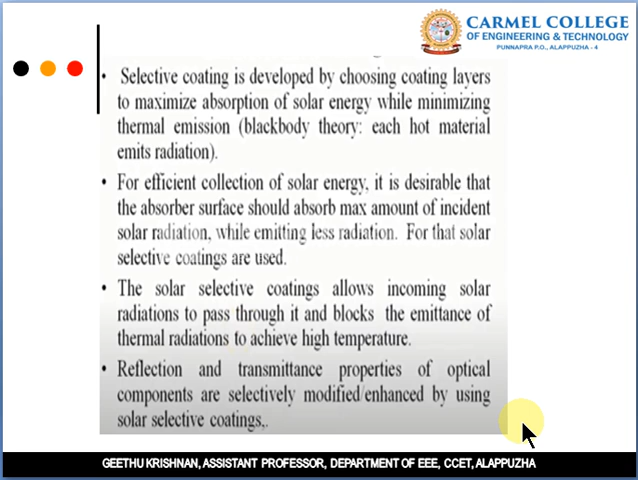 CARMEL COLLEGE
OF ENGINEERING & TECHNOLOGY
PUNNAPRA P.O., ALAPPUZHA - 4
• Selective coating is developed by choosing coating layers
to maximize absorption of solar energy while minimizing
thermal emission (blackbody theory: each hot material
emits radiation).
• For efficient collection of solar energy, it is desirable that
the absorber surface should absorb max amount of incident
solar radiation, while emitting less radiation. For that solar
selective coatings are used.
• The solar selective coatings allows incoming solar
radiations to pass through it and blocks the emittance of
thermal radiations to achieve high temperature.
• Reflection and transmittance properties of optical
components are selectively modified/enhanced by using
solar selective coatings,.
GEETHU KRISHNAN, ASSISTANT PROFESSOR, DEPARTMENT OF EEE, CCET, ALAPPUZHA